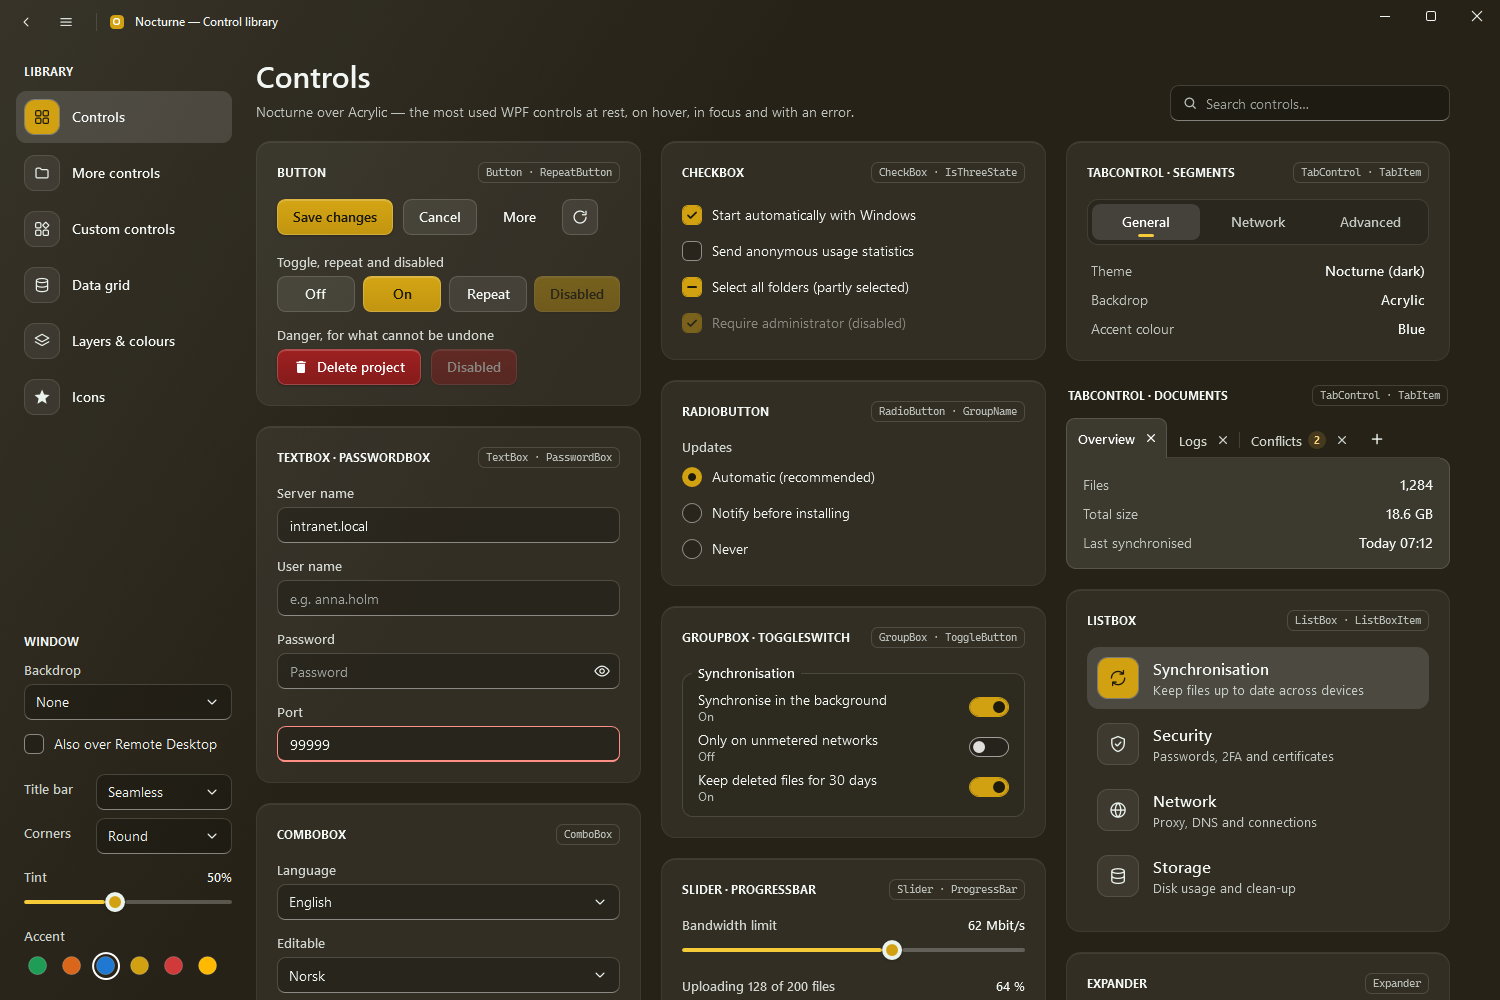 Nocturne — Control library
LIBRARY
Controls
More controls
Custom controls
Data grid
Layers & colours
Icons
WINDOW
Backdrop
None
Also over Remote Desktop
Title bar
Seamless
Corners
Round
Tint
50%
Accent
Controls
Nocturne over Acrylic — the most used WPF controls at rest, on hover, in focus and with an error.
Search controls...
BUTTON
Button · RepeatButton
Save changes
Cancel
More
Toggle, repeat and disabled
Off
On
Repeat
Disabled
Danger, for what cannot be undone
Delete project
Disabled
TEXTBOX · PASSWORDBOX
TextBox · PasswordBox
Server name
intranet.local
User name
e.g. anna.holm
Password
Password
Port
99999
COMBOBOX
ComboBox
Language
English
Editable
Norsk
CHECKBOX
CheckBox · IsThreeState
Start automatically with Windows
Send anonymous usage statistics
Select all folders (partly selected)
Require administrator (disabled)
RADIOBUTTON
RadioButton · GroupName
Updates
Automatic (recommended)
Notify before installing
Never
GROUPBOX · TOGGLESWITCH
GroupBox · ToggleButton
Synchronisation
Synchronise in the background
On
Only on unmetered networks
Off
Keep deleted files for 30 days
On
SLIDER · PROGRESSBAR
Slider · ProgressBar
Bandwidth limit
62 Mbit/s
Uploading 128 of 200 files
64 %
TABCONTROL · SEGMENTS
TabControl · TabItem
General
Network
Advanced
Theme
Nocturne (dark)
Backdrop
Acrylic
Accent colour
Blue
TABCONTROL · DOCUMENTS
TabControl · TabItem
Overview
Logs
Conflicts
2
Files
1,284
Total size
18.6 GB
Last synchronised
Today 07:12
LISTBOX
ListBox · ListBoxItem
Synchronisation
Keep files up to date across devices
Security
Passwords, 2FA and certificates
Network
Proxy, DNS and connections
Storage
Disk usage and clean-up
EXPANDER
Expander